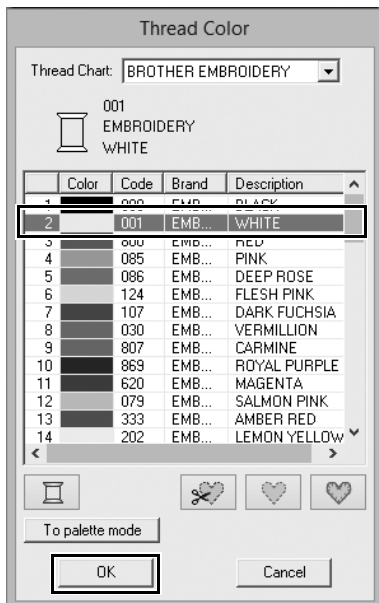 Thread Color
Thread Chart: BROTHER EMBROIDERY
001
EMBROIDERY
WHITE
Color Code Brand Description
2 001 EMB... WHITE
4 085 EMB... PINK
5 086 EMB... DEEP ROSE
6 124 EMB... FLESH PINK
7 107 EMB... DARK FUCHSIA
8 030 EMB... VERMILLION
9 807 EMB... CARMINE
10 869 EMB... ROYAL PURPLE
11 620 EMB... MAGENTA
12 079 EMB... SALMON PINK
13 333 EMB... AMBER RED
14 202 EMB... LEMON YELLOW
To palette mode
OK Cancel